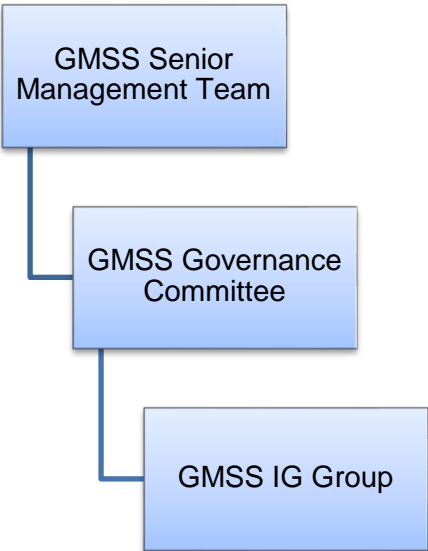 GMSS Senior
Management Team
GMSS Governance
Committee
GMSS IG Group